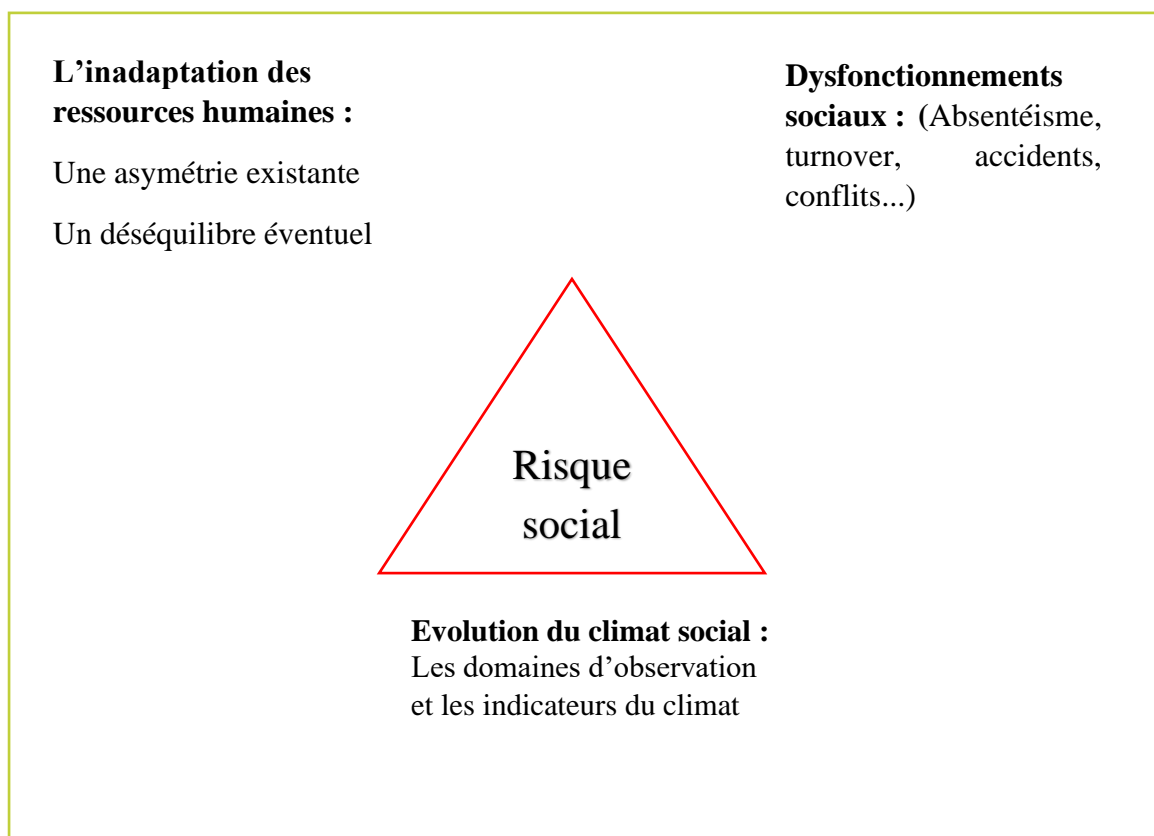 L’inadaptation des
ressources humaines :
Une asymétrie existante
Un déséquilibre éventuel
Dysfonctionnements
sociaux : (Absentéisme,
turnover, accidents,
conflits...)
Risque
social
Evolution du climat social :
Les domaines d’observation
et les indicateurs du climat